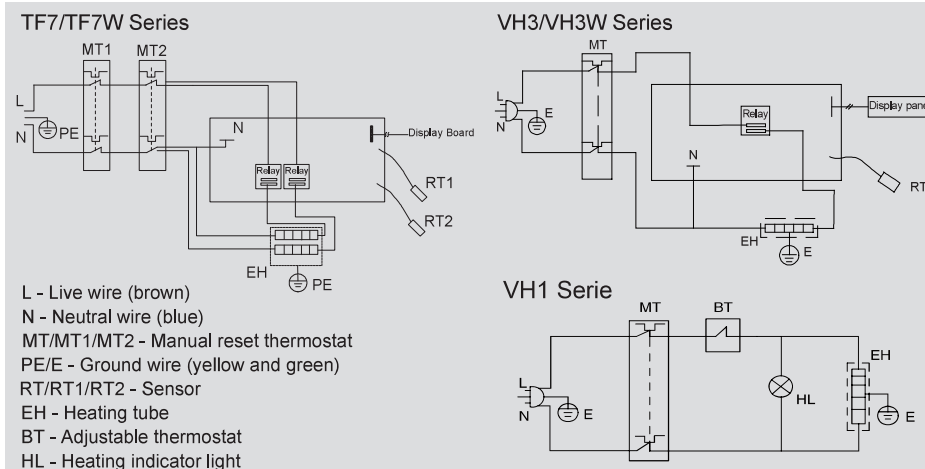 TF7/TF7W Series
MT1 MT2
L
PE
N
N
Display Board
Relay Relay
RT1
RT2
EH
PE
L - Live wire (brown)
N - Neutral wire (blue)
MT/MT1/MT2 - Manual reset thermostat
PE/E - Ground wire (yellow and green)
RT/RT1/RT2 - Sensor
EH - Heating tube
BT - Adjustable thermostat
HL - Heating indicator light
VH3/VH3W Series
MT
L
E
N
Relay
Display pane
N
RT
EH
E
VH1 Serie
MT BT
EH
L
HL
N E
E